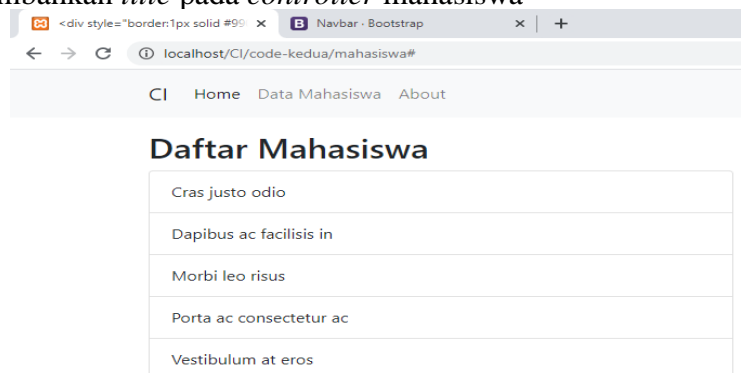 title pada controller mahasiswa
<div style="border:1px solid #99
Navbar · Bootstrap
localhost/CI/code-kedua/mahasiswa#
CI Home Data Mahasiswa About
Daftar Mahasiswa
Cras justo odio
Dapibus ac facilisis in
Morbi leo risus
Porta ac consectetur ac
Vestibulum at eros